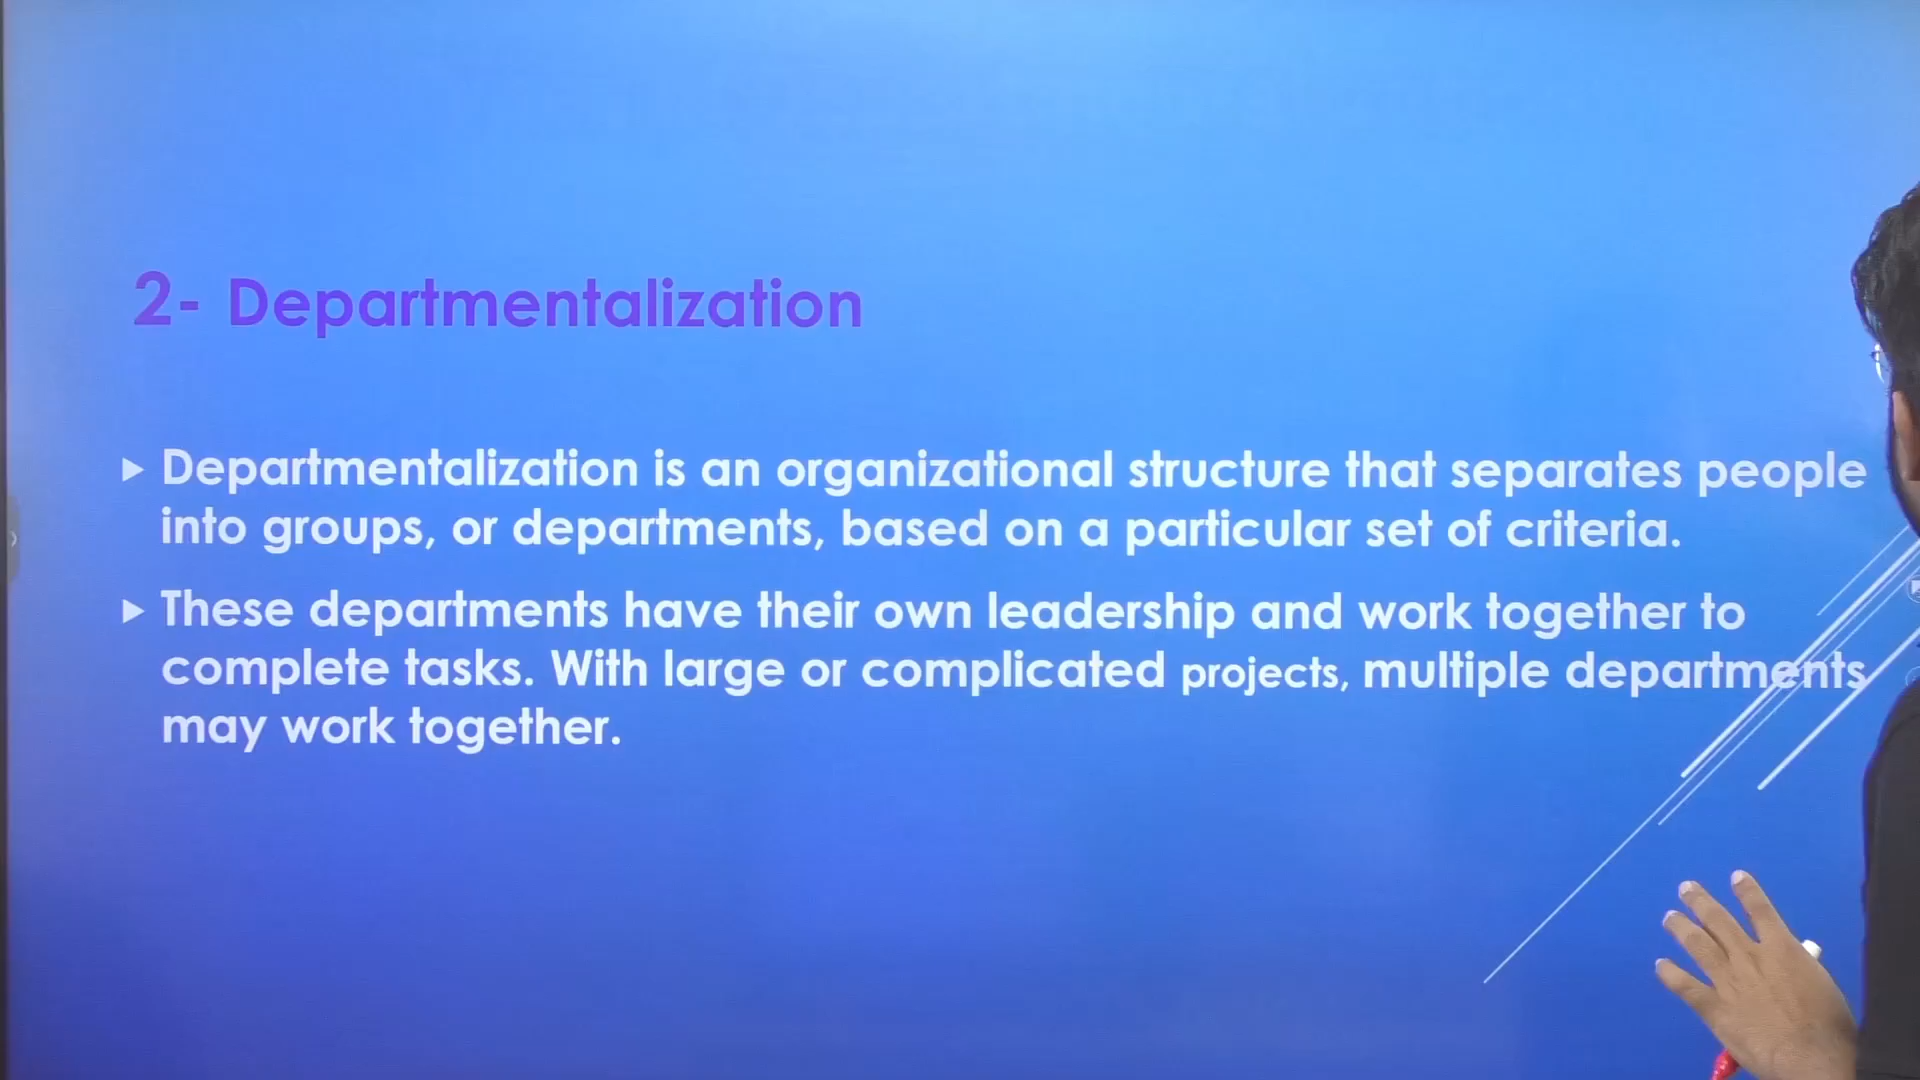 2- Departmentalization
Departmentalization is an organizational structure that separates people
into groups, or departments, based on a particular set of criteria.
These departments have their own leadership and work together to
complete tasks. With large or complicated projects, multiple departments
may work together.